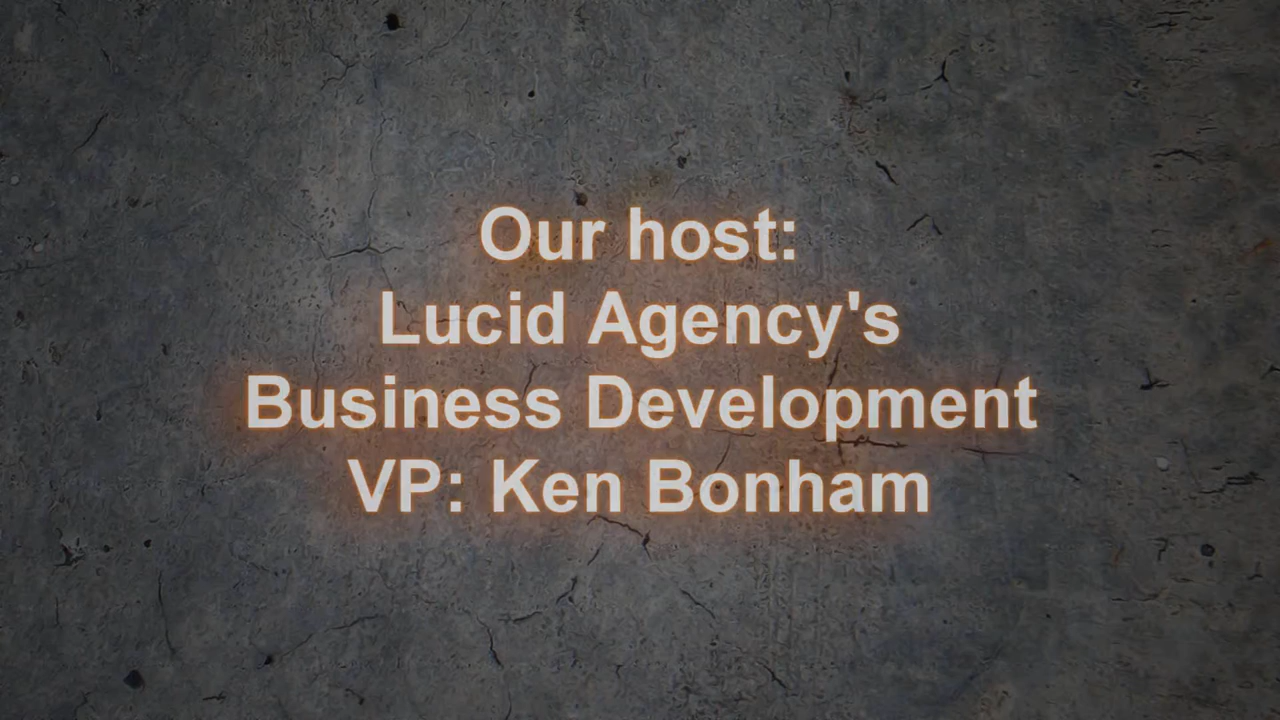 Our host:
Lucid Agency's
Business Development
VP: Ken Bonham